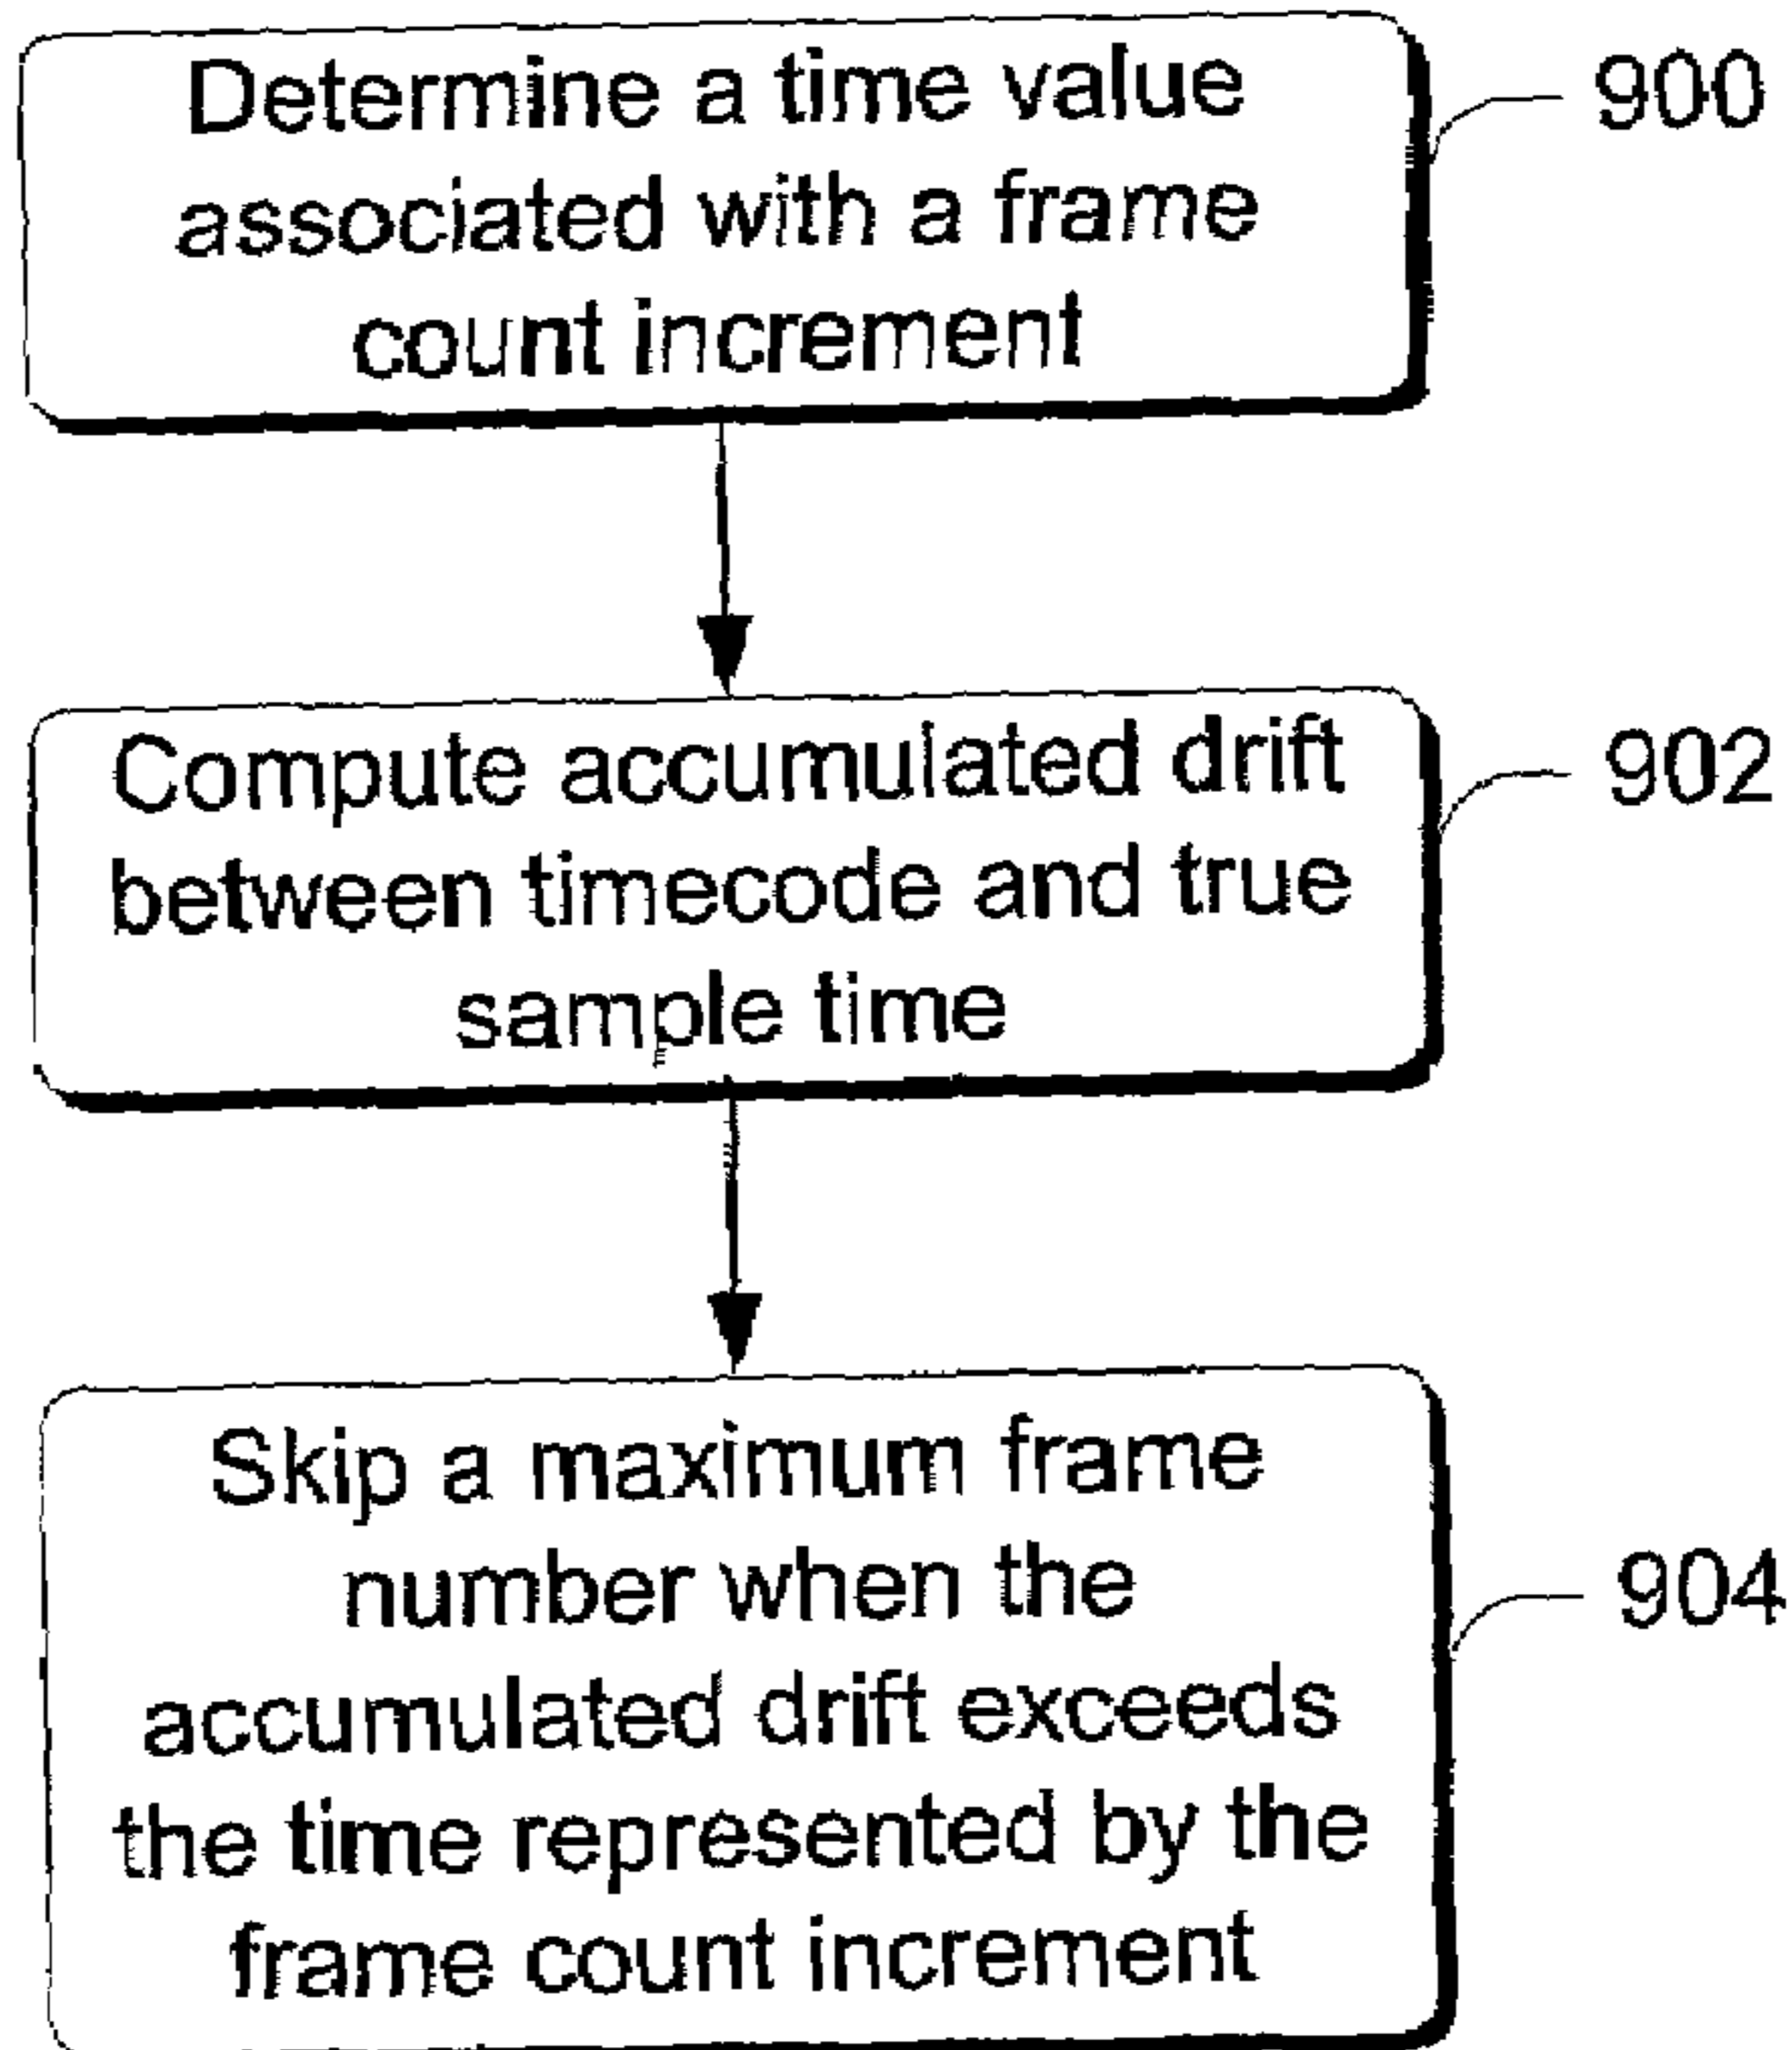 Determine a time value
associated with a frame
count increment
900
Compute accumulated drift
between timecode and true
sample time
902
Skip a maximum frame
number when the
accumulated drift exceeds
the time represented by the
frame count increment
904